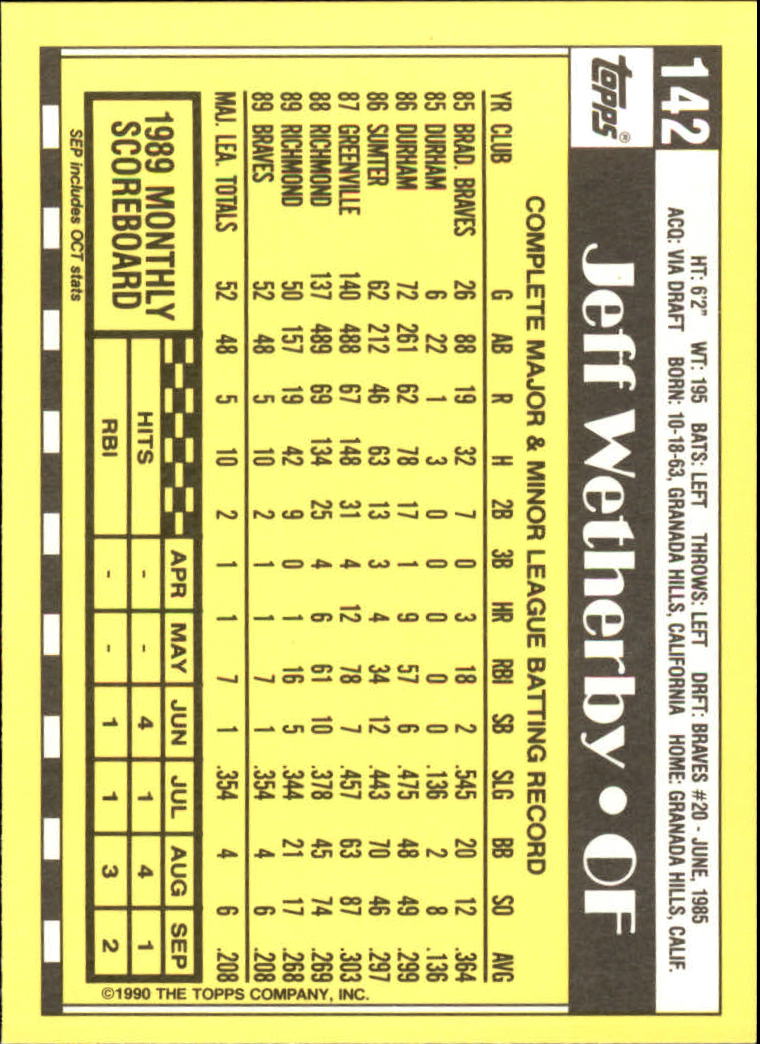 142
HT: 6'2" WT: 195 BATS: LEFT THROWS: LEFT DRFT: BRAVES #20 - JUNE, 1985
ACQ: VIA DRAFT BORN: 10-18-63, GRANADA HILLS, CALIFORNIA HOME: GRANADA HILLS, CALIF.
topps®
Jeff Wetherby • OF
COMPLETE MAJOR & MINOR LEAGUE BATTING RECORD
YR CLUB G AB R H 2B 3B HR RBI SB SLG BB SO AVG
85 BRAD. BRAVES 26 88 19 32 7 0 3 18 2 .545 20 12 .364
85 DURHAM 6 22 1 3 0 0 0 0 0 .136 2 8 .136
86 DURHAM 72 261 62 78 17 1 9 57 6 .475 48 49 .299
86 SUMTER 62 212 46 63 13 3 4 34 12 .443 70 46 .297
87 GREENVILLE 140 488 67 148 31 4 12 78 7 .457 63 87 .303
88 RICHMOND 137 489 69 134 25 4 6 61 10 .378 45 74 .269
89 RICHMOND 50 157 19 42 9 0 1 16 5 .344 21 17 .268
89 BRAVES 52 48 5 10 2 1 1 7 1 .354 4 6 .208
MAJ. LEA. TOTALS 52 48 5 10 2 1 1 7 1 .354 4 6 .208
1989 MONTHLY
SCOREBOARD
APR MAY JUN JUL AUG SEP
HITS - - 4 1 4 1
RBI - - 1 1 3 2
SEP includes OCT stats
©1990 THE TOPPS COMPANY, INC.